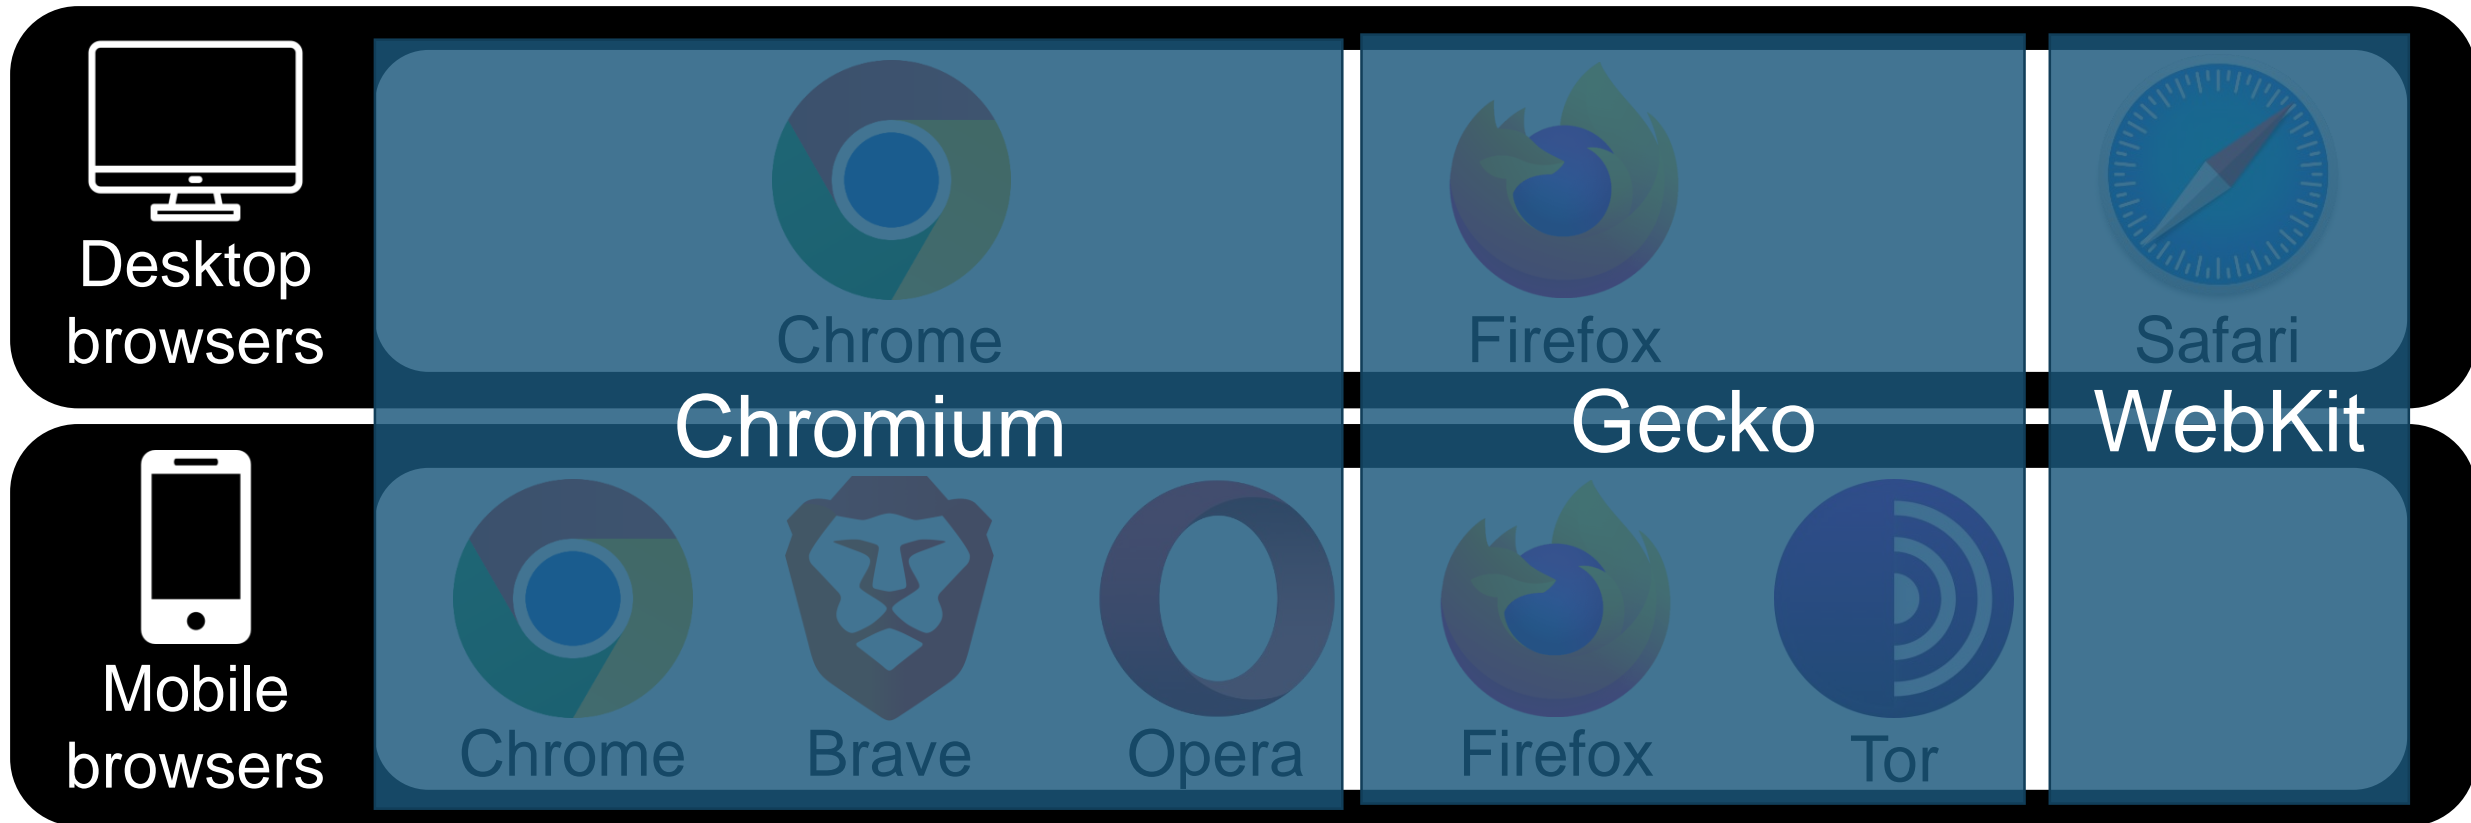 Desktop
browsers
Chrome
Firefox
Safari
Chromium
Gecko
WebKit
Mobile
browsers
Chrome
Brave
Opera
Firefox
Tor